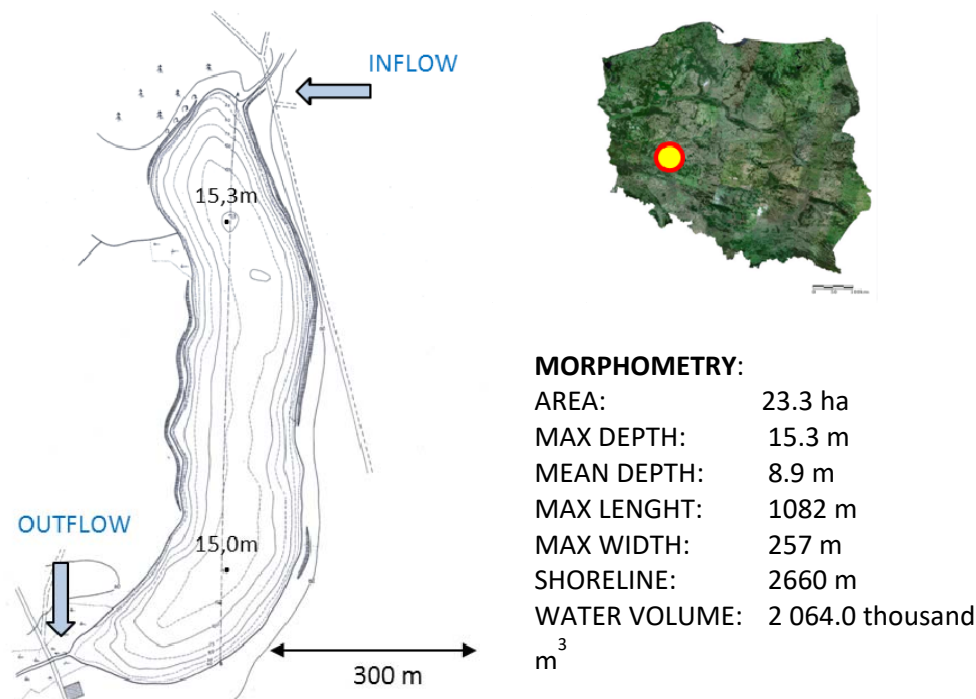 INFLOW
15,3m
15,0m
OUTFLOW
300 m
MORPHOMETRY:
AREA: 23.3 ha
MAX DEPTH: 15.3 m
MEAN DEPTH: 8.9 m
MAX LENGHT: 1082 m
MAX WIDTH: 257 m
SHORELINE: 2660 m
WATER VOLUME: 2 064.0 thousand
m³